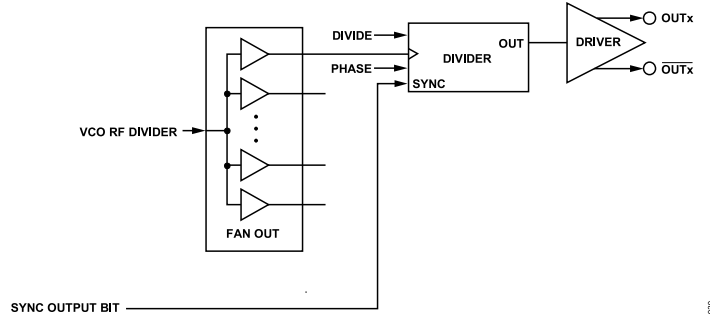 DIVIDE
PHASE
SYNC
OUT
DIVIDER
DRIVER
OUTx
OUTx
VCO RF DIVIDER
FAN OUT
SYNC OUTPUT BIT